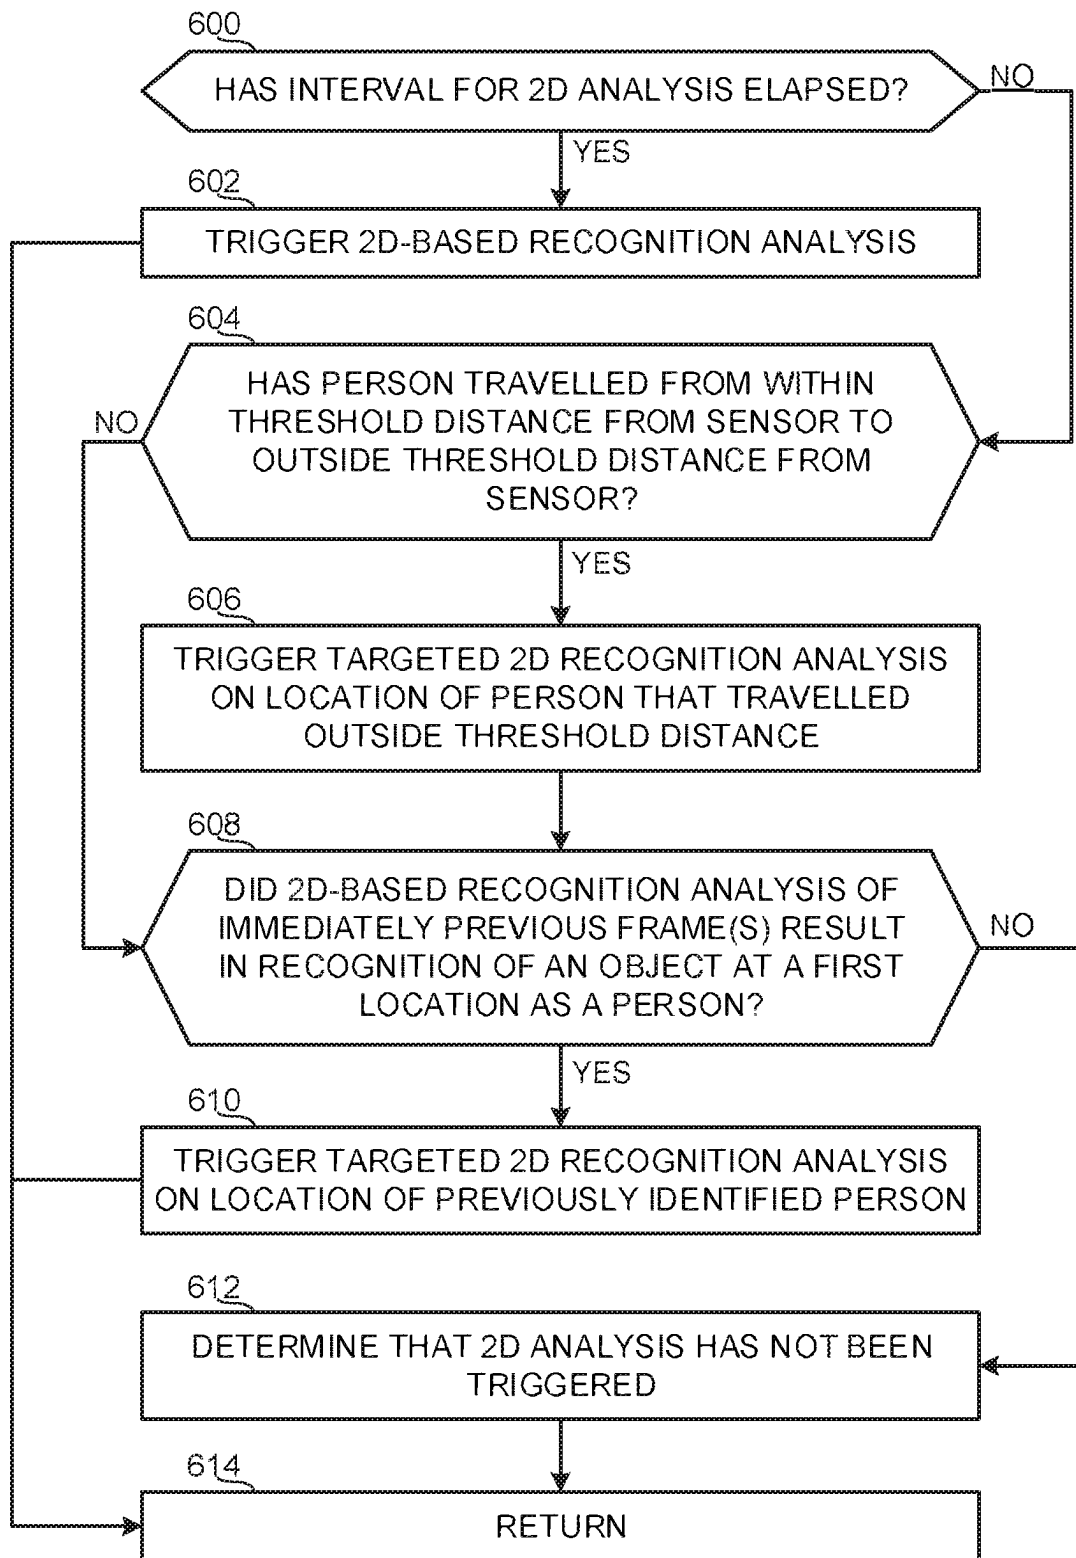 600
HAS INTERVAL FOR 2D ANALYSIS ELAPSED?
NO
YES
602
TRIGGER 2D-BASED RECOGNITION ANALYSIS
604
HAS PERSON TRAVELLED FROM WITHIN
THRESHOLD DISTANCE FROM SENSOR TO
OUTSIDE THRESHOLD DISTANCE FROM
SENSOR?
NO
YES
606
TRIGGER TARGETED 2D RECOGNITION ANALYSIS
ON LOCATION OF PERSON THAT TRAVELLED
OUTSIDE THRESHOLD DISTANCE
608
DID 2D-BASED RECOGNITION ANALYSIS OF
IMMEDIATELY PREVIOUS FRAME(S) RESULT
IN RECOGNITION OF AN OBJECT AT A FIRST
LOCATION AS A PERSON?
NO
YES
610
TRIGGER TARGETED 2D RECOGNITION ANALYSIS
ON LOCATION OF PREVIOUSLY IDENTIFIED PERSON
612
DETERMINE THAT 2D ANALYSIS HAS NOT BEEN
TRIGGERED
614
RETURN